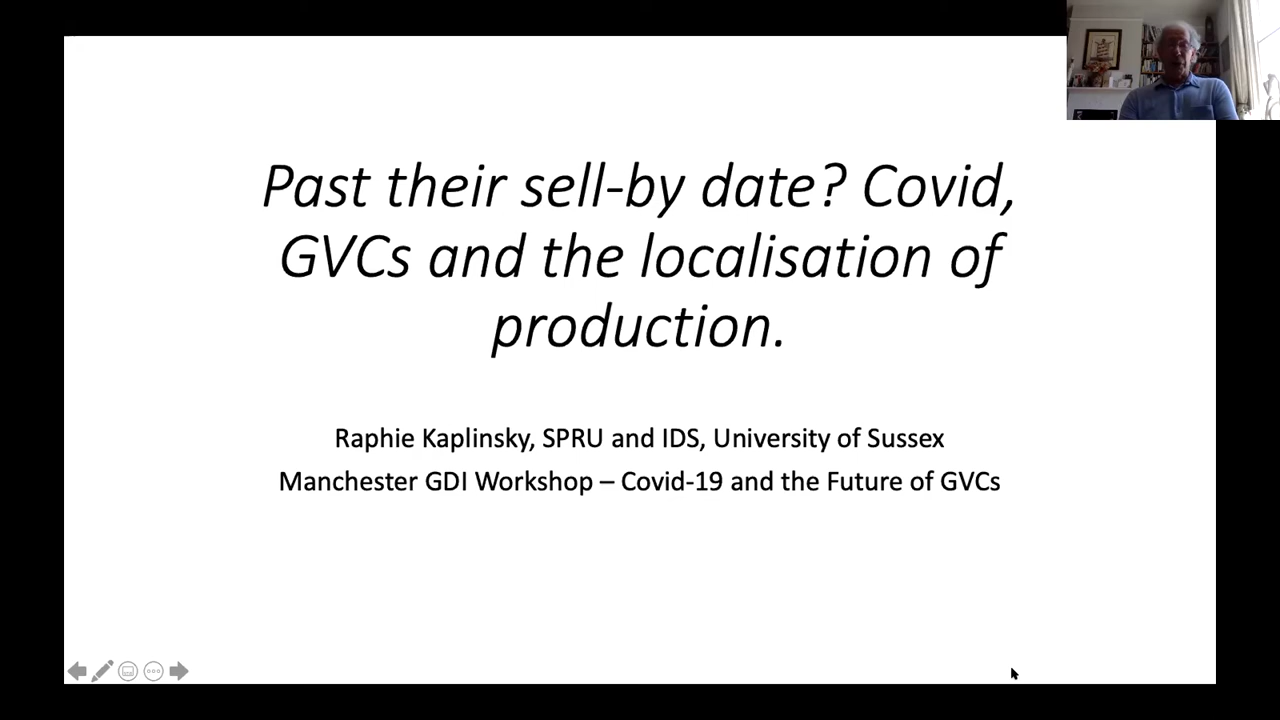 Past their sell-by date? Covid,
GVCs and the localisation of
production.
Raphie Kaplinsky, SPRU and IDS, University of Sussex
Manchester GDI Workshop – Covid-19 and the Future of GVCs